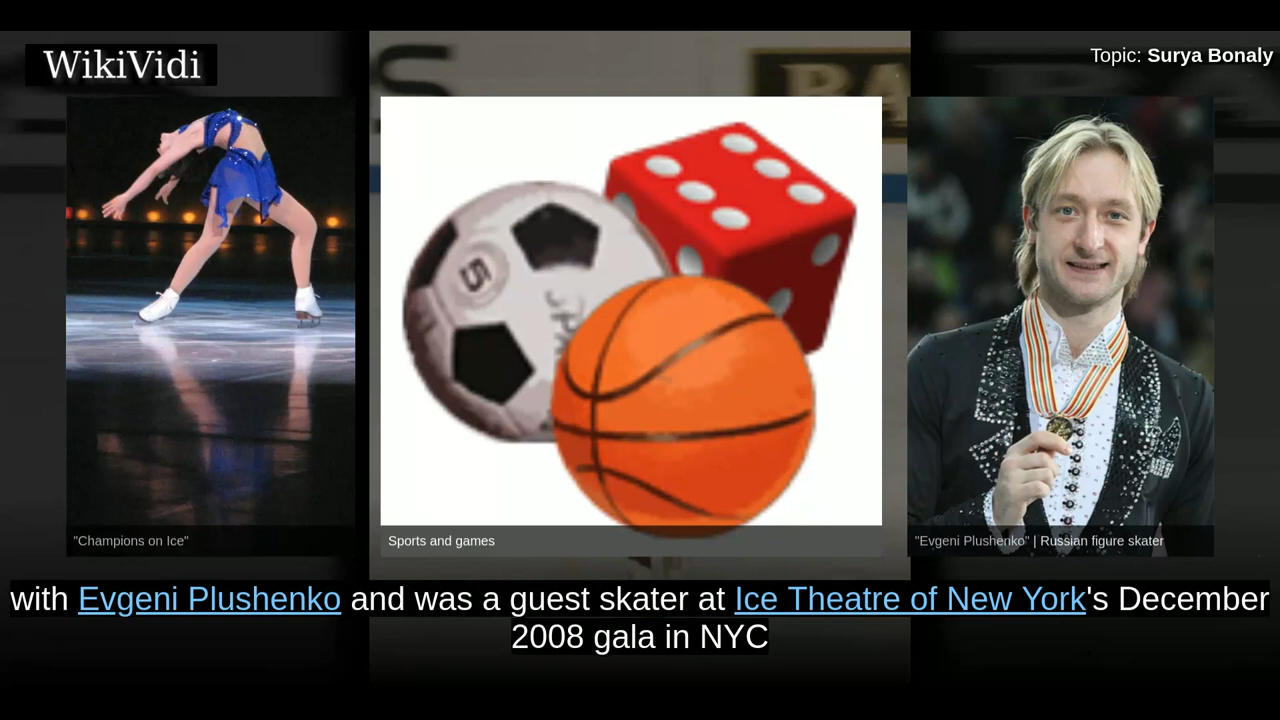 WikiVidi
Topic: Surya Bonaly
5
"Champions on Ice"
Sports and games
"Evgeni Plushenko" | Russian figure skater
with Evgeni Plushenko and was a guest skater at Ice Theatre of New York's December
2008 gala in NYC